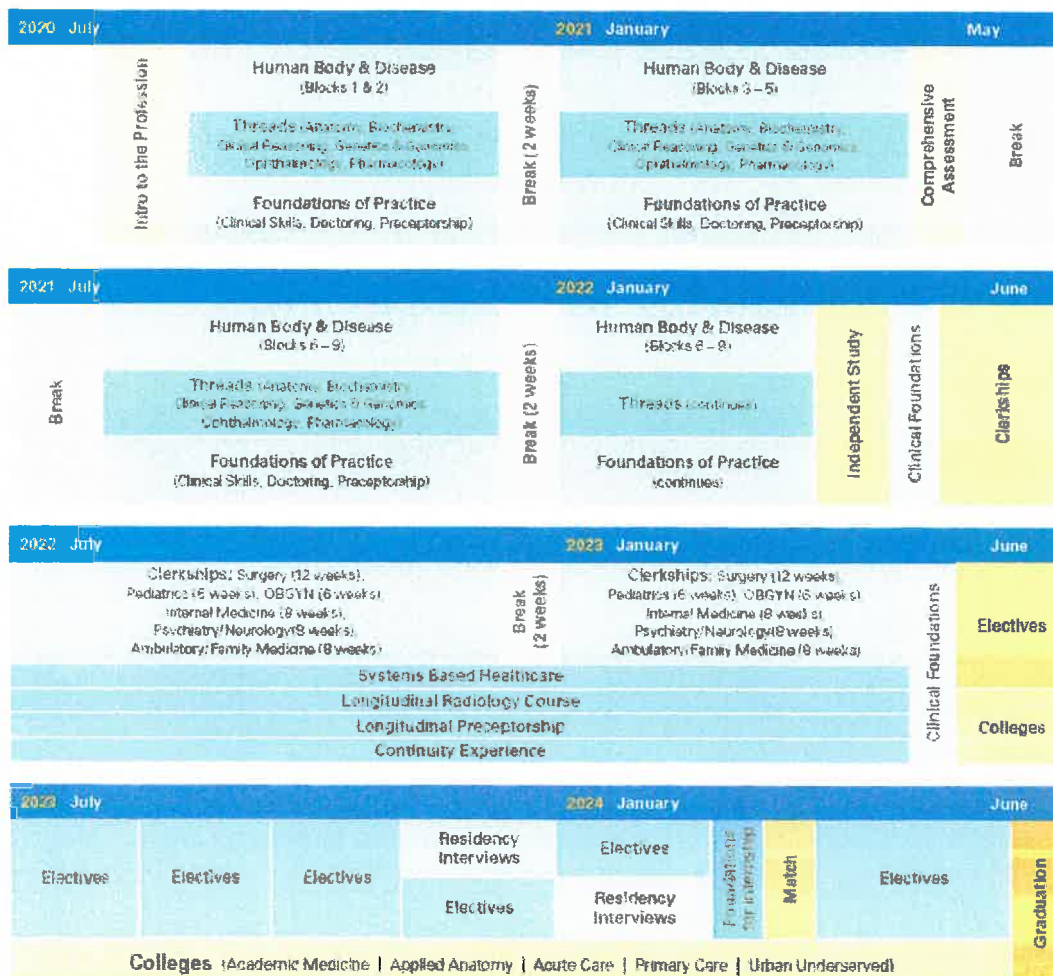 2020 July 2021 January May
Intro to the Profession
Human Body & Disease
(Blocks 1 & 2)
Threads (Anatomy, Biochemistry,
Clinical Reasoning, Genetics & Genomics
Ophthalmology, Pharmacology)
Foundations of Practice
(Clinical Skills, Doctoring, Preceptorship)
Break (2 weeks)
Human Body & Disease
(Blocks 3 – 5)
Threads (Anatomy, Biochemistry,
Clinical Reasoning, Genetics & Genomics
Ophthalmology, Pharmacology)
Foundations of Practice
(Clinical Skills, Doctoring, Preceptorship)
Comprehensive
Assessment
Break
2021 July 2022 January June
Break
Human Body & Disease
(Blocks 6 – 9)
Threads (Anatomy, Biochemistry,
Clinical Reasoning, Genetics & Genomics
Ophthalmology, Pharmacology)
Foundations of Practice
(Clinical Skills, Doctoring, Preceptorship)
Break (2 weeks)
Human Body & Disease
(Blocks 6 – 9)
Threads (continues)
Foundations of Practice
(continues)
Independent Study
Clinical Foundations
Clerkships
2022 July 2023 January June
Clerkships: Surgery (12 weeks),
Pediatrics (6 weeks), OBGYN (6 weeks),
Internal Medicine (8 weeks),
Psychiatry/Neurology(8 weeks),
Ambulatory/Family Medicine (8 weeks)
Break
(2 weeks)
Clerkships: Surgery (12 weeks),
Pediatrics (6 weeks), OBGYN (6 weeks),
Internal Medicine (8 weeks),
Psychiatry/Neurology(8 weeks),
Ambulatory/Family Medicine (8 weeks)
Systems Based Healthcare
Longitudinal Radiology Course
Longitudinal Preceptorship
Continuity Experience
Clinical Foundations
Electives
Colleges
2023 July 2024 January June
Electives
Electives
Electives
Residency
Interviews
Electives
Electives
Residency
Interviews
Foundations
for Internship
Match
Electives
Graduation
Colleges (Academic Medicine | Applied Anatomy | Acute Care | Primary Care | Urban Underserved)